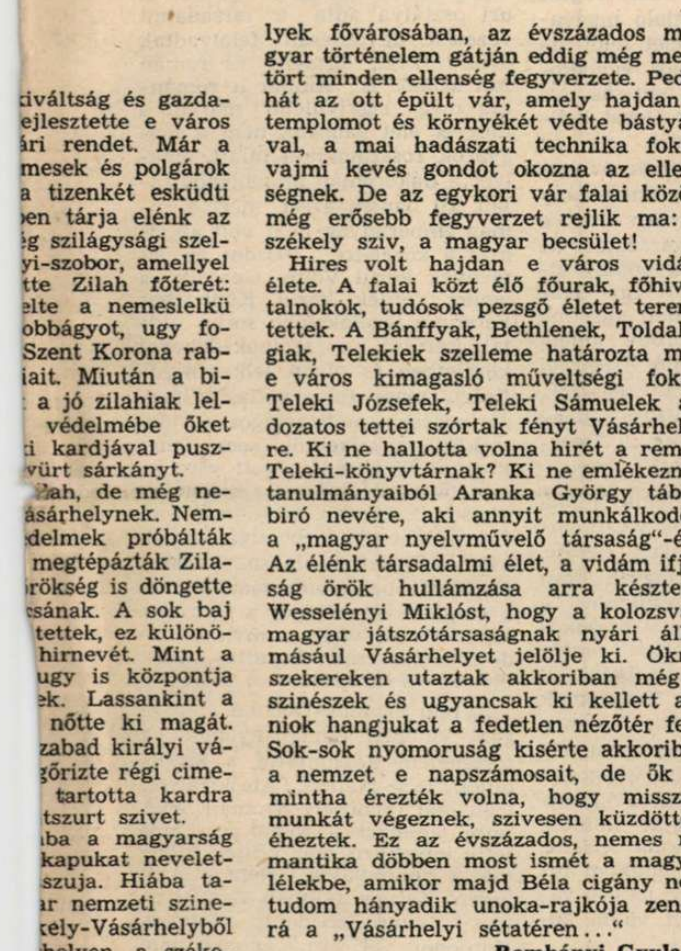 kiváltság és gazda-
ejlesztette e város
ári rendet. Már a
mesek és polgárok
a tizenkét esküdti
en tárja elénk az
g szilágysági szel-
yi-szobor, amellyel
tte Zilah főterét:
elte a nemeslelkü
obbágyot, ugy fo-
Szent Korona rab-
iait. Miután a bi-
a jó zilahiak lel-
védelmébe őket
i kardjával pusz-
vürt sárkányt.
lah, de még ne-
ásárhelynek. Nem-
edelmek próbálták
megtépázták Zila-
rökség is döngette
csának. A sok baj
tettek, ez különö-
hirnevét. Mint a
ugy is központja
ek. Lassankint a
nőtte ki magát.
zabad királyi vá-
gőrizte régi cime-
tartotta kardra
tszurt szivet.
ba a magyarság
kapukat nevelet-
szuja. Hiába ta-
ar nemzeti szine-
kely-Vásárhelyből
lyek fővárosában, az évszázados m
gyar történelem gátján eddig még me
tört minden ellenség fegyverzete. Ped
hát az ott épült vár, amely hajdan
templomot és környékét védte bástyá
val, a mai hadászati technika fok
vajmi kevés gondot okozna az elle
ségnek. De az egykori vár falai köz
még erősebb fegyverzet rejlik ma:
székely sziv, a magyar becsület!
Hires volt hajdan e város vidá
élete. A falai közt élő főurak, főhiv
talnokok, tudósok pezsgő életet terem
tettek. A Bánffyak, Bethlenek, Toldal
giak, Telekiek szelleme határozta m
e város kimagasló műveltségi fok
Teleki Józsefek, Teleki Sámuelek
dozatos tettei szórtak fényt Vásárhel
re. Ki ne hallotta volna hirét a rem
Teleki-könyvtárnak? Ki ne emlékezn
tanulmányaiból Aranka György táb
biró nevére, aki annyit munkálkod
a „magyar nyelvművelő társaság“-é
Az élénk társadalmi élet, a vidám ifj
ság örök hullámzása arra készte
Wesselényi Miklóst, hogy a kolozsv
magyar játszótársaságnak nyári ál
másául Vásárhelyet jelölje ki. Ökr
szekereken utaztak akkoriban még
szinészek és ugyancsak ki kellett a
niok hangjukat a fedetlen nézőtér fe
Sok-sok nyomoruság kisérte akkorib
a nemzet e napszámosait, de ők
mintha érezték volna, hogy missz
munkát végeznek, szivesen küzdött
éheztek. Ez az évszázados, nemes
mantika döbben most ismét a magy
lélekbe, amikor majd Béla cigány n
tudom hányadik unoka-rajkója zen
rá a „Vásárhelyi sétatéren...“